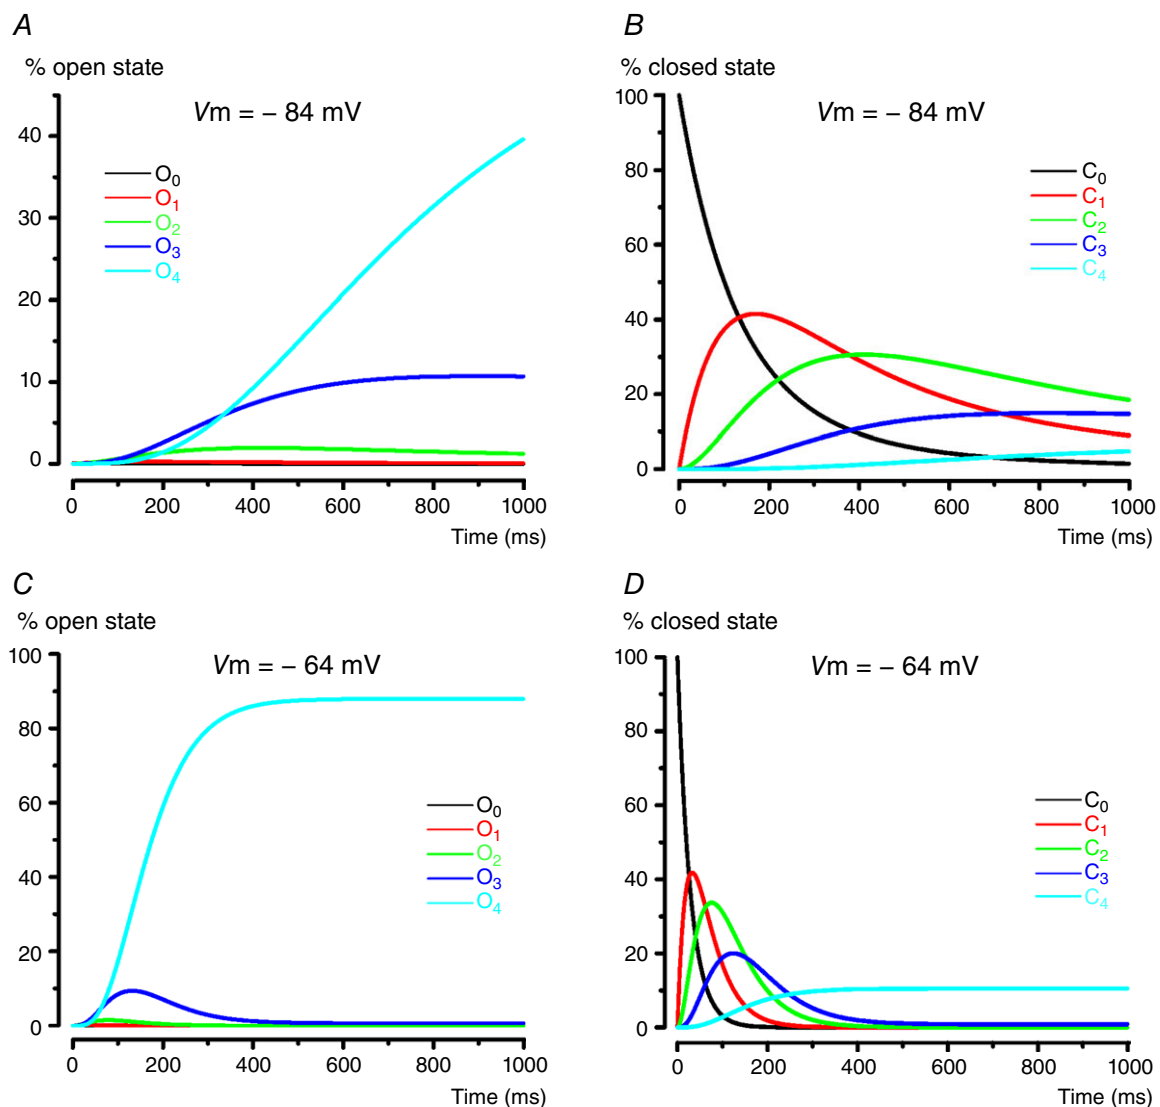 A
% open state
Vm = − 84 mV
40
30
20
10
0
O0
O1
O2
O3
O4
0 200 400 600 800 1000
Time (ms)
B
% closed state
Vm = − 84 mV
100
80
60
40
20
0
C0
C1
C2
C3
C4
0 200 400 600 800 1000
Time (ms)
C
% open state
Vm = − 64 mV
100
80
60
40
20
0
O0
O1
O2
O3
O4
0 200 400 600 800 1000
Time (ms)
D
% closed state
Vm = − 64 mV
100
80
60
40
20
0
C0
C1
C2
C3
C4
0 200 400 600 800 1000
Time (ms)